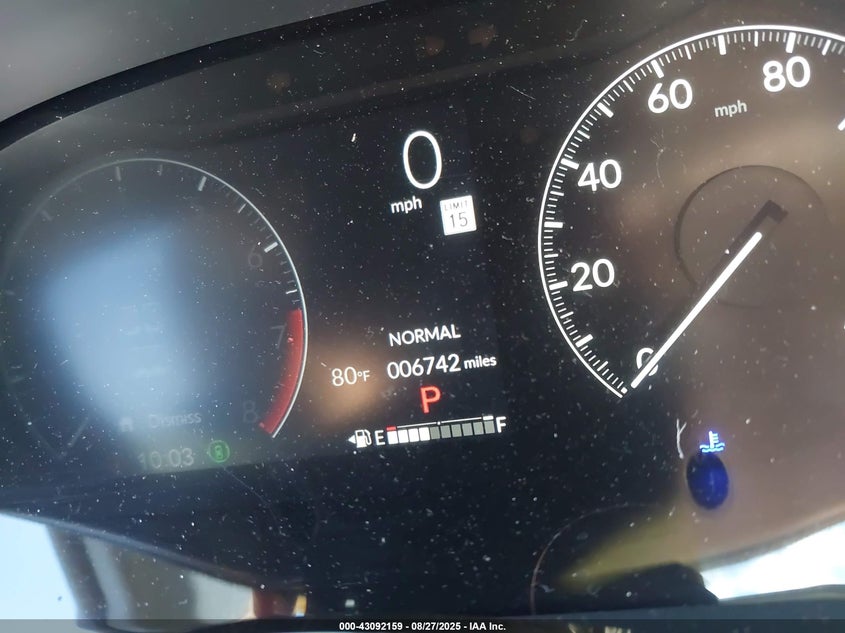 0
mph
LIMIT
15
NORMAL
80°F 006742 miles
P
E F
6
7
8
Dismiss
10:03
0
20
40
60
80
mph
000-43092159 - 08/27/2025 - IAA Inc.